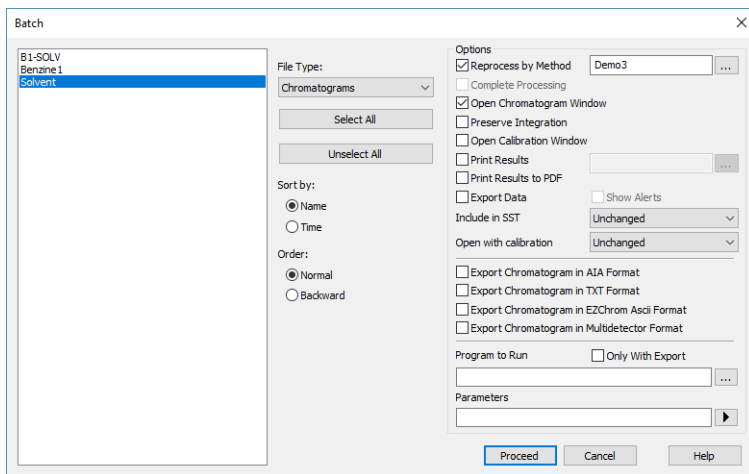 Batch
B1-SOLV
Benzine1
Solvent
File Type:
Chromatograms
Select All
Unselect All
Sort by:
Name
Time
Order:
Normal
Backward
Options
Reprocess by Method Demo3 ...
Complete Processing
Open Chromatogram Window
Preserve Integration
Open Calibration Window
Print Results ...
Print Results to PDF
Export Data Show Alerts
Include in SST Unchanged
Open with calibration Unchanged
Export Chromatogram in AIA Format
Export Chromatogram in TXT Format
Export Chromatogram in EZChrom Ascii Format
Export Chromatogram in Multidetector Format
Program to Run Only With Export
...
Parameters
Proceed Cancel Help